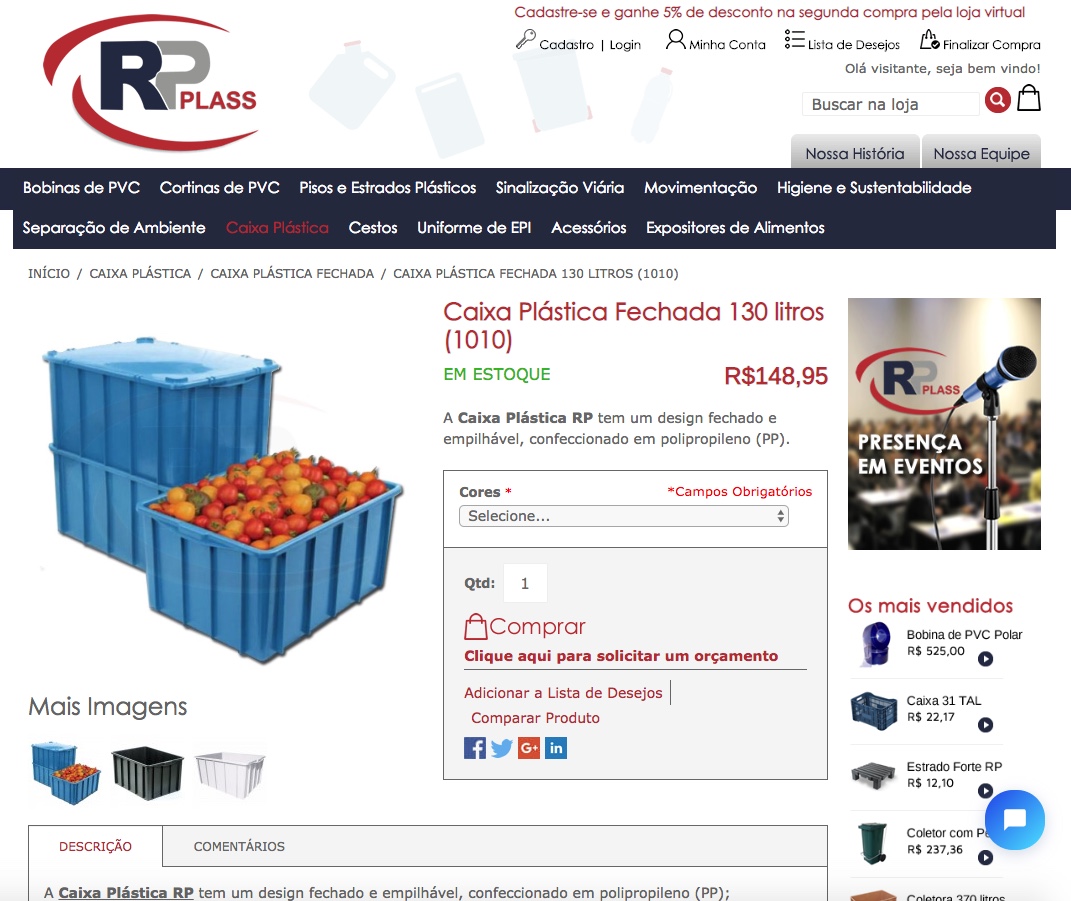 Cadastre-se e ganhe 5% de desconto na segunda compra pela loja virtual
Cadastro | Login Minha Conta Lista de Desejos Finalizar Compra
Olá visitante, seja bem vindo!
RP PLASS
Buscar na loja
Nossa História Nossa Equipe
Bobinas de PVC Cortinas de PVC Pisos e Estrados Plásticos Sinalização Viária Movimentação Higiene e Sustentabilidade
Separação de Ambiente Caixa Plástica Cestos Uniforme de EPI Acessórios Expositores de Alimentos
INÍCIO / CAIXA PLÁSTICA / CAIXA PLÁSTICA FECHADA / CAIXA PLÁSTICA FECHADA 130 LITROS (1010)
Caixa Plástica Fechada 130 litros
(1010)
EM ESTOQUE R$148,95
A Caixa Plástica RP tem um design fechado e
empilhável, confeccionado em polipropileno (PP).
Cores * *Campos Obrigatórios
Selecione...
Qtd: 1
Comprar
Clique aqui para solicitar um orçamento
Adicionar a Lista de Desejos
Comparar Produto
G+ in
Mais Imagens
DESCRIÇÃO COMENTÁRIOS
A Caixa Plástica RP tem um design fechado e empilhável, confeccionado em polipropileno (PP);
RP PLASS
PRESENÇA
EM EVENTOS
Os mais vendidos
Bobina de PVC Polar
R$ 525,00
Caixa 31 TAL
R$ 22,17
Estrado Forte RP
R$ 12,10
Coletor com
R$ 237,36
Coletora 370 litros